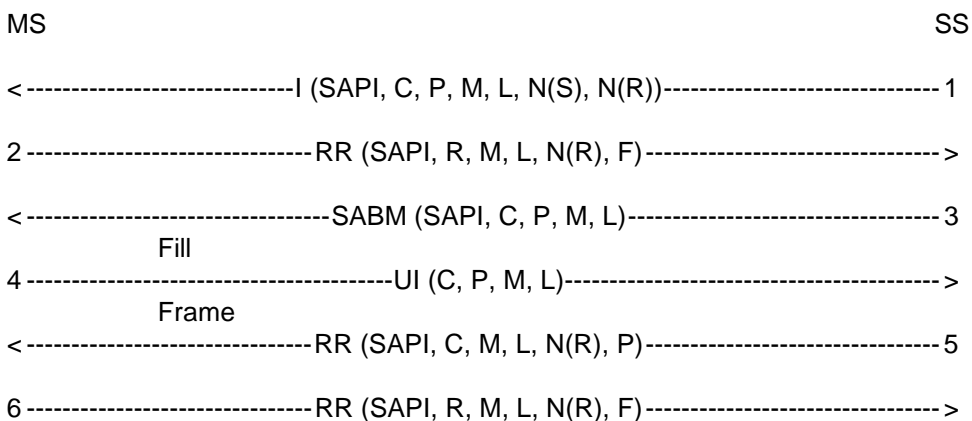 MS SS
< ------------------------------I (SAPI, C, P, M, L, N(S), N(R))------------------------------- 1
2 --------------------------------RR (SAPI, R, M, L, N(R), F)--------------------------------- >
< ----------------------------------SABM (SAPI, C, P, M, L)----------------------------------- 3
Fill
4 -----------------------------------------UI (C, P, M, L)------------------------------------------ >
Frame
< --------------------------------RR (SAPI, C, M, L, N(R), P)--------------------------------- 5
6 --------------------------------RR (SAPI, R, M, L, N(R), F)--------------------------------- >